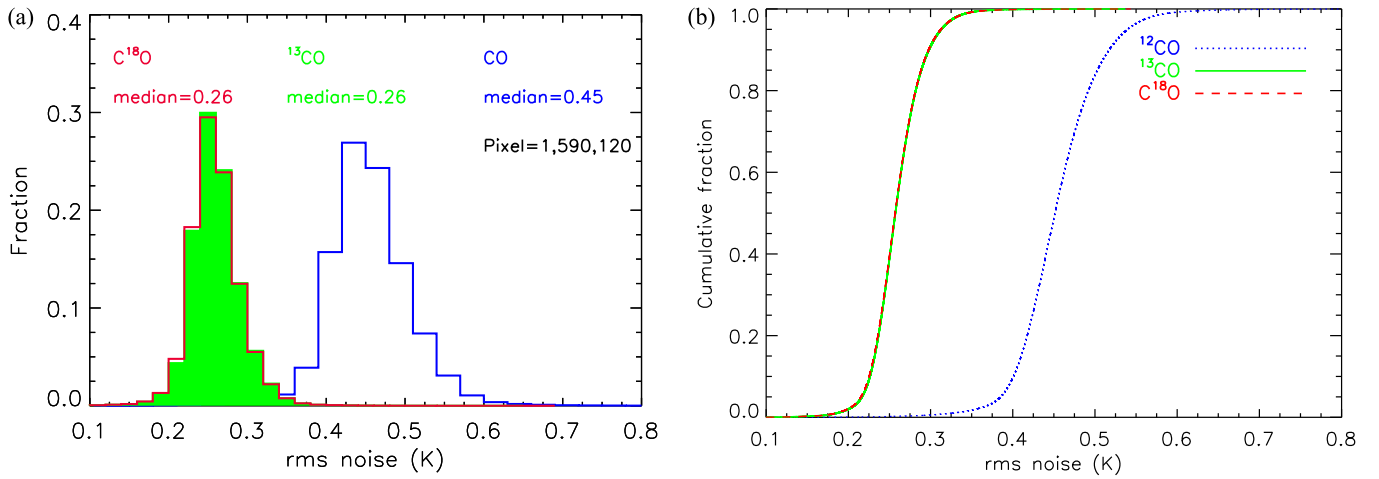 (a)
0.4
0.3
0.2
0.1
0.0
Fraction
C¹⁸O
median=0.26
¹³CO
median=0.26
CO
median=0.45
Pixel=1,590,120
0.1 0.2 0.3 0.4 0.5 0.6 0.7 0.8
rms noise (K)
(b)
1.0
0.8
0.6
0.4
0.2
0.0
Cumulative fraction
¹²CO
¹³CO
C¹⁸O
0.1 0.2 0.3 0.4 0.5 0.6 0.7 0.8
rms noise (K)